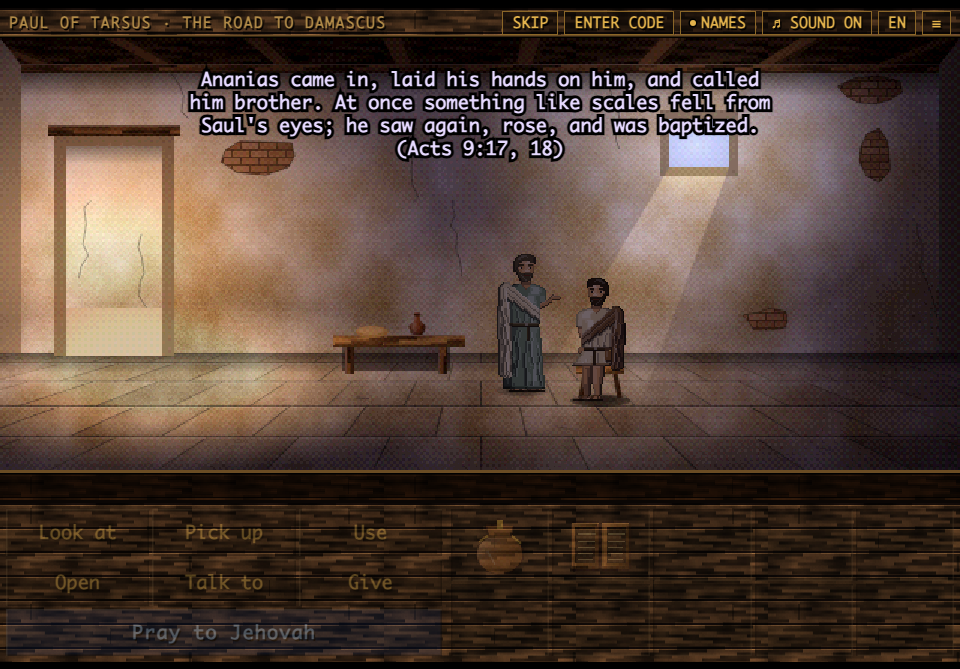 PAUL OF TARSUS · THE ROAD TO DAMASCUS
SKIP
ENTER CODE
● NAMES
♬ SOUND ON
EN
≡
Ananias came in, laid his hands on him, and called
him brother. At once something like scales fell from
Saul's eyes; he saw again, rose, and was baptized.
(Acts 9:17, 18)
Look at
Pick up
Use
Open
Talk to
Give
Pray to Jehovah